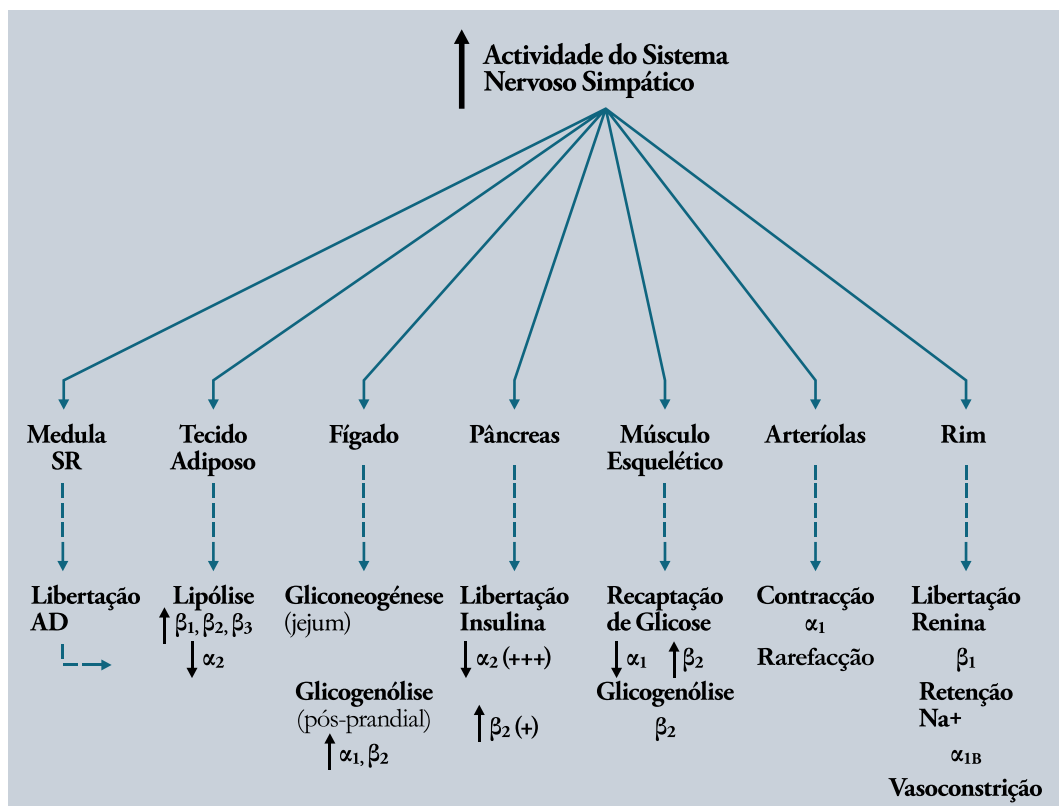 Actividade do Sistema
Nervoso Simpático
Medula
SR
Tecido
Adiposo
Fígado
Pâncreas
Músculo
Esquelético
Arteríolas
Rim
Libertação
AD
Lipólise
β1, β2, β3
α2
Gliconeogénese
(jejum)
Glicogenólise
(pós-prandial)
α1, β2
Libertação
Insulina
α2 (+++)
β2 (+)
Recaptação
de Glicose
α1 β2
Glicogenólise
β2
Contracção
α1
Rarefacção
Libertação
Renina
β1
Retenção
Na+
α1B
Vasoconstrição